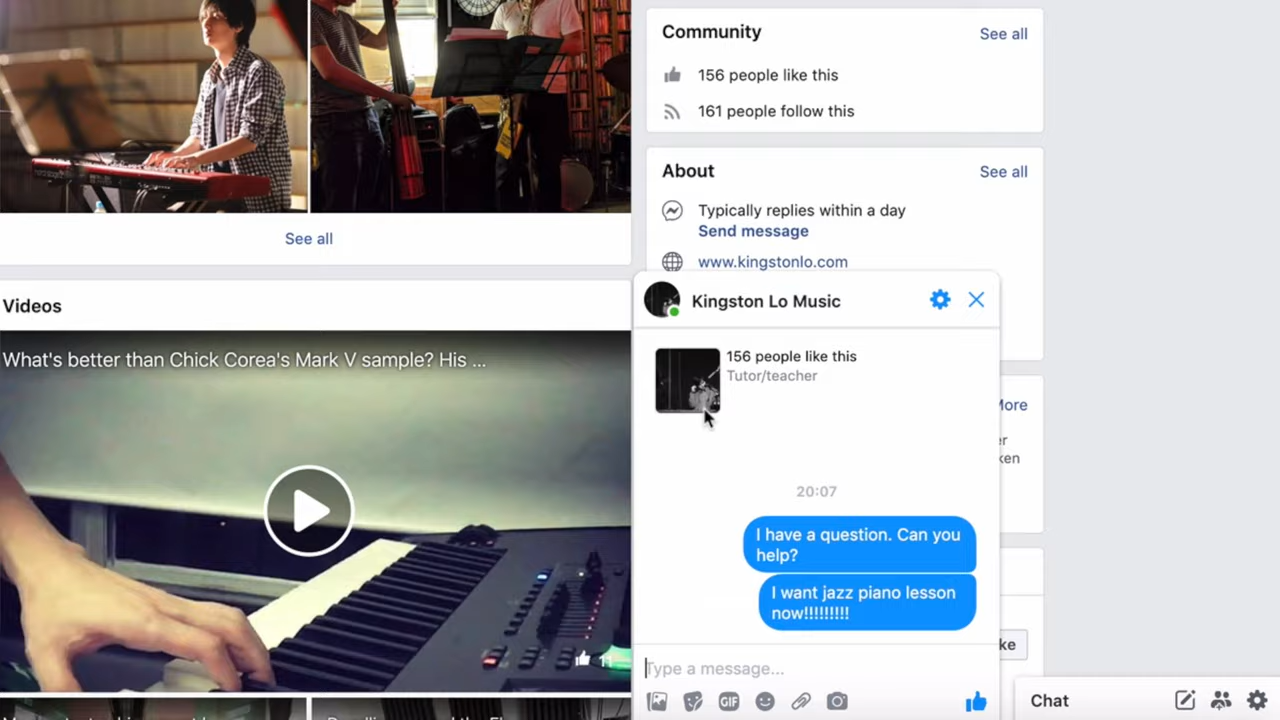 Community
See all
156 people like this
161 people follow this
About
See all
Typically replies within a day
Send message
www.kingstonlo.com
See all
Videos
What's better than Chick Corea's Mark V sample? His ...
11
Kingston Lo Music
156 people like this
Tutor/teacher
20:07
I have a question. Can you
help?
I want jazz piano lesson
now!!!!!!!!!
Type a message...
GIF
Chat